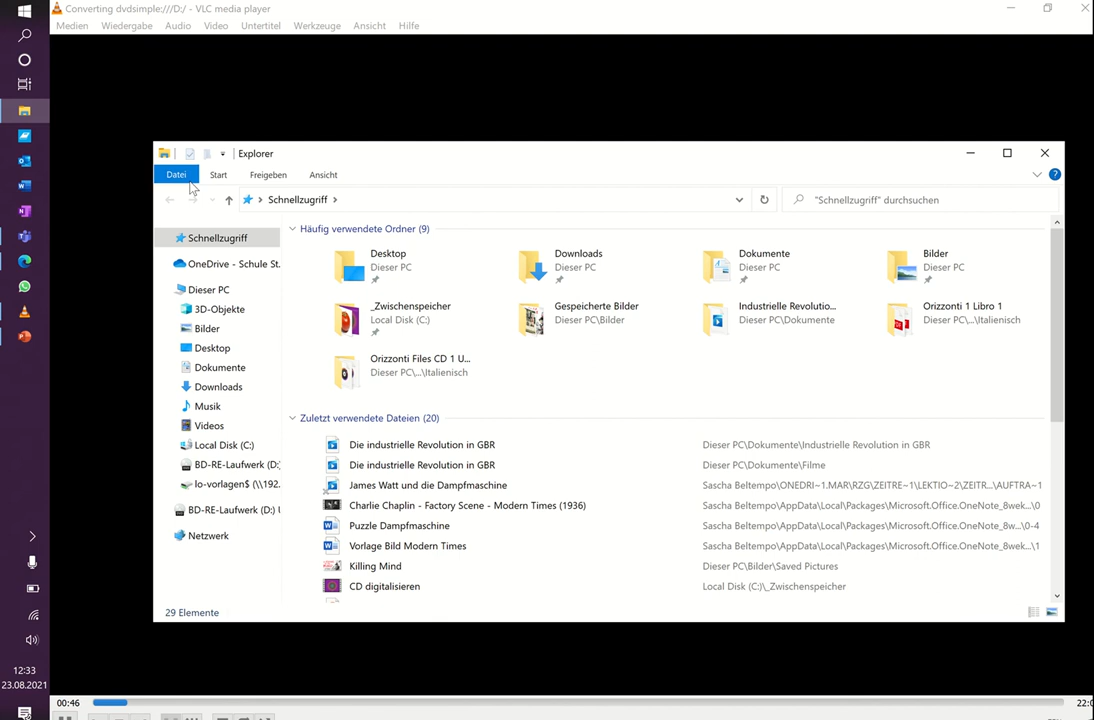 Converting dvdsimple:///D:/ - VLC media player
Medien Wiedergabe Audio Video Untertitel Werkzeuge Ansicht Hilfe
Explorer
Datei Start Freigeben Ansicht
Schnellzugriff
"Schnellzugriff" durchsuchen
Schnellzugriff
OneDrive - Schule St.
Dieser PC
3D-Objekte
Bilder
Desktop
Dokumente
Downloads
Musik
Videos
Local Disk (C:)
BD-RE-Laufwerk (D:)
lo-vorlagen$ (\\192.
BD-RE-Laufwerk (D:) U
Netzwerk
Häufig verwendete Ordner (9)
Desktop
Dieser PC
Downloads
Dieser PC
Dokumente
Dieser PC
Bilder
Dieser PC
_Zwischenspeicher
Local Disk (C:)
Gespeicherte Bilder
Dieser PC\Bilder
Industrielle Revolutio...
Dieser PC\Dokumente
Orizzonti 1 Libro 1
Dieser PC\...\Italienisch
Orizzonti Files CD 1 U...
Dieser PC\...\Italienisch
Zuletzt verwendete Dateien (20)
Die industrielle Revolution in GBR Dieser PC\Dokumente\Industrielle Revolution in GBR
Die industrielle Revolution in GBR Dieser PC\Dokumente\Filme
James Watt und die Dampfmaschine Sascha Beltempo\ONEDRI~1.MAR\RZG\ZEITRE~1\LEKTIO~2\ZEITR...\AUFTRA~1
Charlie Chaplin - Factory Scene - Modern Times (1936) Sascha Beltempo\AppData\Local\Packages\Microsoft.Office.OneNote_8wek...\0
Puzzle Dampfmaschine Sascha Beltempo\AppData\Local\Packages\Microsoft.Office.OneNote_8w...\0-4
Vorlage Bild Modern Times Sascha Beltempo\AppData\Local\Packages\Microsoft.Office.OneNote_8wek...\1
Killing Mind Dieser PC\Bilder\Saved Pictures
CD digitalisieren Local Disk (C:)\_Zwischenspeicher
29 Elemente
12:33
23.08.2021
00:46
22:0